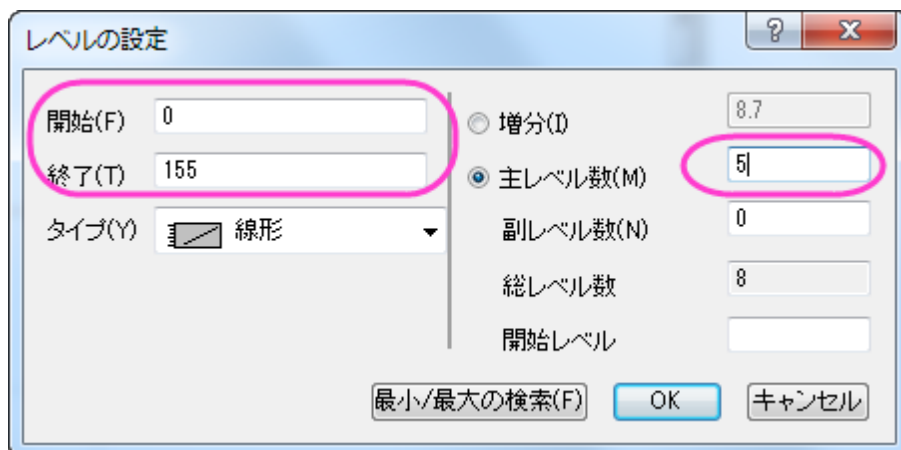 レベルの設定
開始(F) 0
終了(T) 155
タイプ(Y) 線形
増分(I) 8.7
主レベル数(M) 5
副レベル数(N) 0
総レベル数 8
開始レベル
最小/最大の検索(F) OK キャンセル